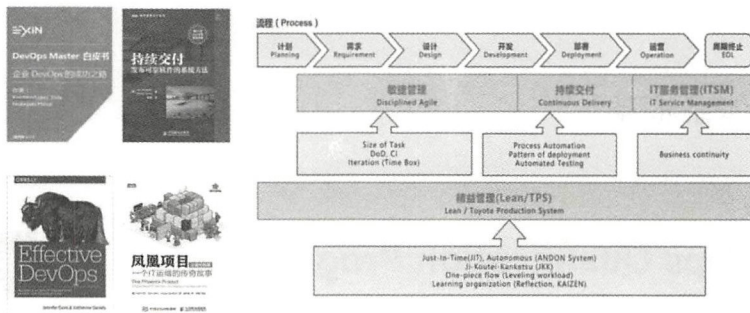 EXIN
DevOps Master 白皮书
企业 DevOps 的成功之路
持续交付
发布可靠软件的系统方法
Effective
DevOps
凤凰项目
一个IT运维的传奇故事
The Phoenix Project
流程 ( Process )
计划
Planning
需求
Requirement
设计
Design
开发
Development
部署
Deployment
运营
Operation
周期终止
EOL
敏捷管理
Disciplined Agile
持续交付
Continuous Delivery
IT服务管理(ITSM)
IT Service Management
Size of Task
DoD, CI
Iteration (Time Box)
Process Automation
Pattern of deployment
Automated Testing
Business continuity
精益管理(Lean/TPS)
Lean / Toyota Production System
Just-In-Time(JIT), Autonomous (ANDON System)
Ji-Koutei-Kanketsu (JKK)
One-piece flow (Leveling workload)
Learning organization (Reflection, KAIZEN)